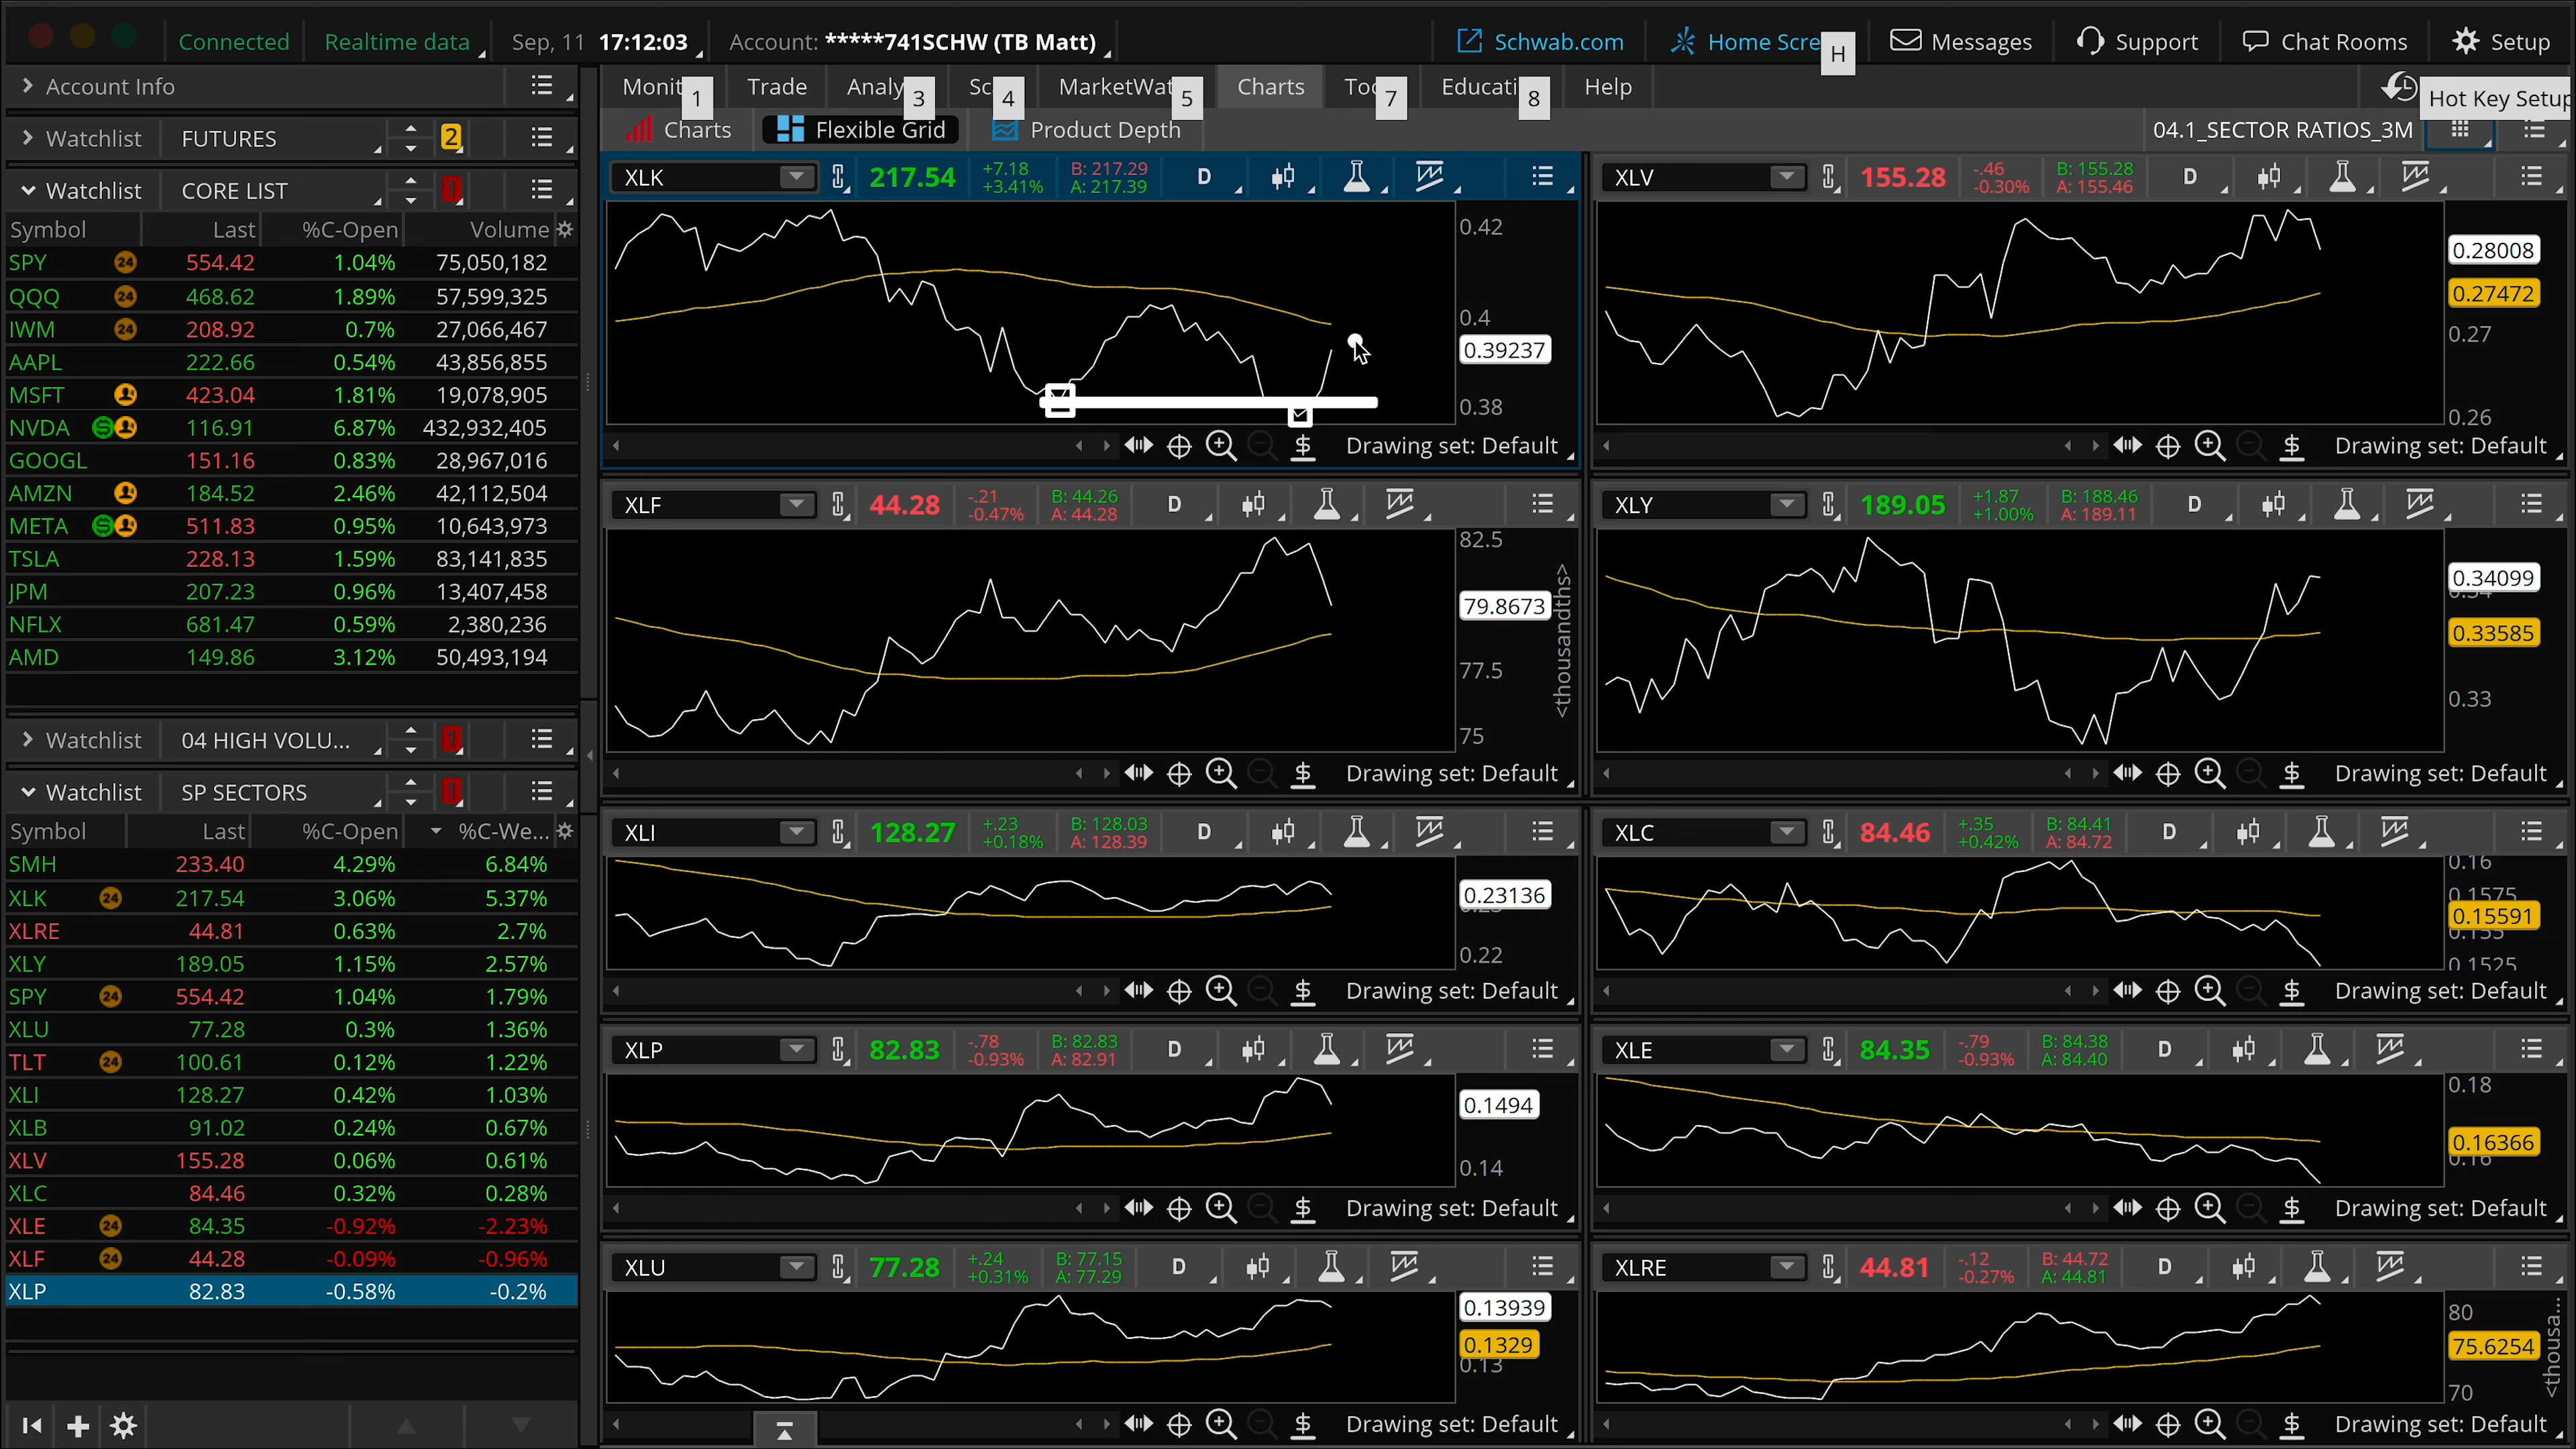 Connected Realtime data Sep, 11 17:12:03 Account: *****741SCHW (TB Matt) Schwab.com Home Scre H Messages Support Chat Rooms Setup
Account Info
Monit 1 Trade Analy 3 Sc 4 MarketWat 5 Charts Too 7 Educati 8 Help Hot Key Setup
Charts Flexible Grid Product Depth 04.1_SECTOR RATIOS_3M
Watchlist FUTURES 2
Watchlist CORE LIST 1
Symbol Last %C-Open Volume
SPY 24 554.42 1.04% 75,050,182
QQQ 24 468.62 1.89% 57,599,325
IWM 24 208.92 0.7% 27,066,467
AAPL 222.66 0.54% 43,856,855
MSFT 423.04 1.81% 19,078,905
NVDA S 116.91 6.87% 432,932,405
GOOGL 151.16 0.83% 28,967,016
AMZN 184.52 2.46% 42,112,504
META S 511.83 0.95% 10,643,973
TSLA 228.13 1.59% 83,141,835
JPM 207.23 0.96% 13,407,458
NFLX 681.47 0.59% 2,380,236
AMD 149.86 3.12% 50,493,194
Watchlist 04 HIGH VOLU... 1
Watchlist SP SECTORS 1
Symbol Last %C-Open %C-We...
SMH 233.40 4.29% 6.84%
XLK 24 217.54 3.06% 5.37%
XLRE 44.81 0.63% 2.7%
XLY 189.05 1.15% 2.57%
SPY 24 554.42 1.04% 1.79%
XLU 77.28 0.3% 1.36%
TLT 24 100.61 0.12% 1.22%
XLI 128.27 0.42% 1.03%
XLB 91.02 0.24% 0.67%
XLV 155.28 0.06% 0.61%
XLC 84.46 0.32% 0.28%
XLE 24 84.35 -0.92% -2.23%
XLF 24 44.28 -0.09% -0.96%
XLP 82.83 -0.58% -0.2%
XLK 217.54 +7.18 B: 217.29 D
+3.41% A: 217.39
0.42
0.4
0.39237
0.38
Drawing set: Default
XLV 155.28 -.46 B: 155.28 D
-0.30% A: 155.46
0.28008
0.27472
0.27
0.26
Drawing set: Default
XLF 44.28 -.21 B: 44.26 D
-0.47% A: 44.28
82.5
79.8673
77.5
75
<thousandths>
Drawing set: Default
XLY 189.05 +1.87 B: 188.46 D
+1.00% A: 189.11
0.34099
0.34
0.33585
0.33
Drawing set: Default
XLI 128.27 +.23 B: 128.03 D
+0.18% A: 128.39
0.23136
0.22
Drawing set: Default
XLC 84.46 +.35 B: 84.41 D
+0.42% A: 84.72
0.16
0.1575
0.15591
0.155
0.1525
Drawing set: Default
XLP 82.83 -.78 B: 82.83 D
-0.93% A: 82.91
0.1494
0.14
Drawing set: Default
XLE 84.35 -.79 B: 84.38 D
-0.93% A: 84.40
0.18
0.16366
0.16
Drawing set: Default
XLU 77.28 +.24 B: 77.15 D
+0.31% A: 77.29
0.13939
0.1329
0.13
Drawing set: Default
XLRE 44.81 -.12 B: 44.72 D
-0.27% A: 44.81
80
75.6254
70
<thousa...
Drawing set: Default